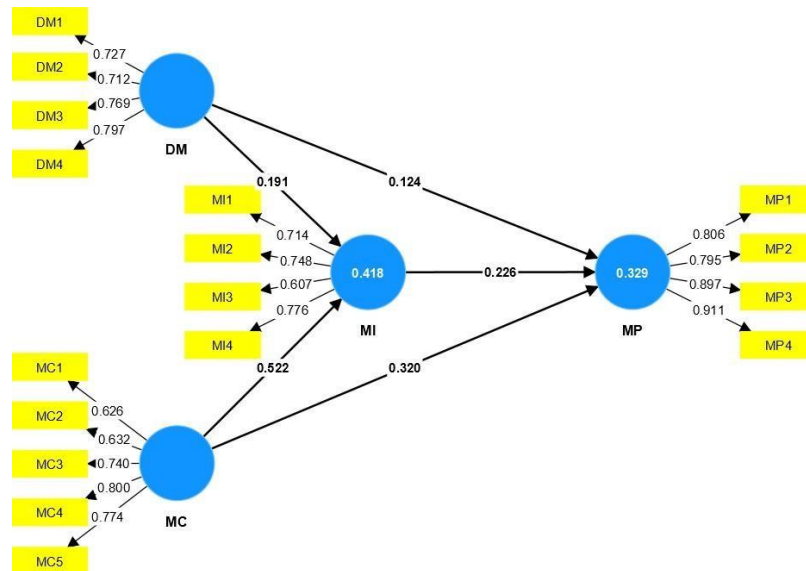 DM1
0.727
DM2
0.712
DM3
0.769
DM4
0.797
DM
0.191
0.124
MI1
0.714
MI2
0.748
MI3
0.607
MI4
0.776
0.418
MI
0.226
MP1
0.806
MP2
0.795
0.329
MP3
0.897
MP4
0.911
MP
0.522
0.320
MC1
0.626
MC2
0.632
MC3
0.740
MC4
0.800
MC5
0.774
MC